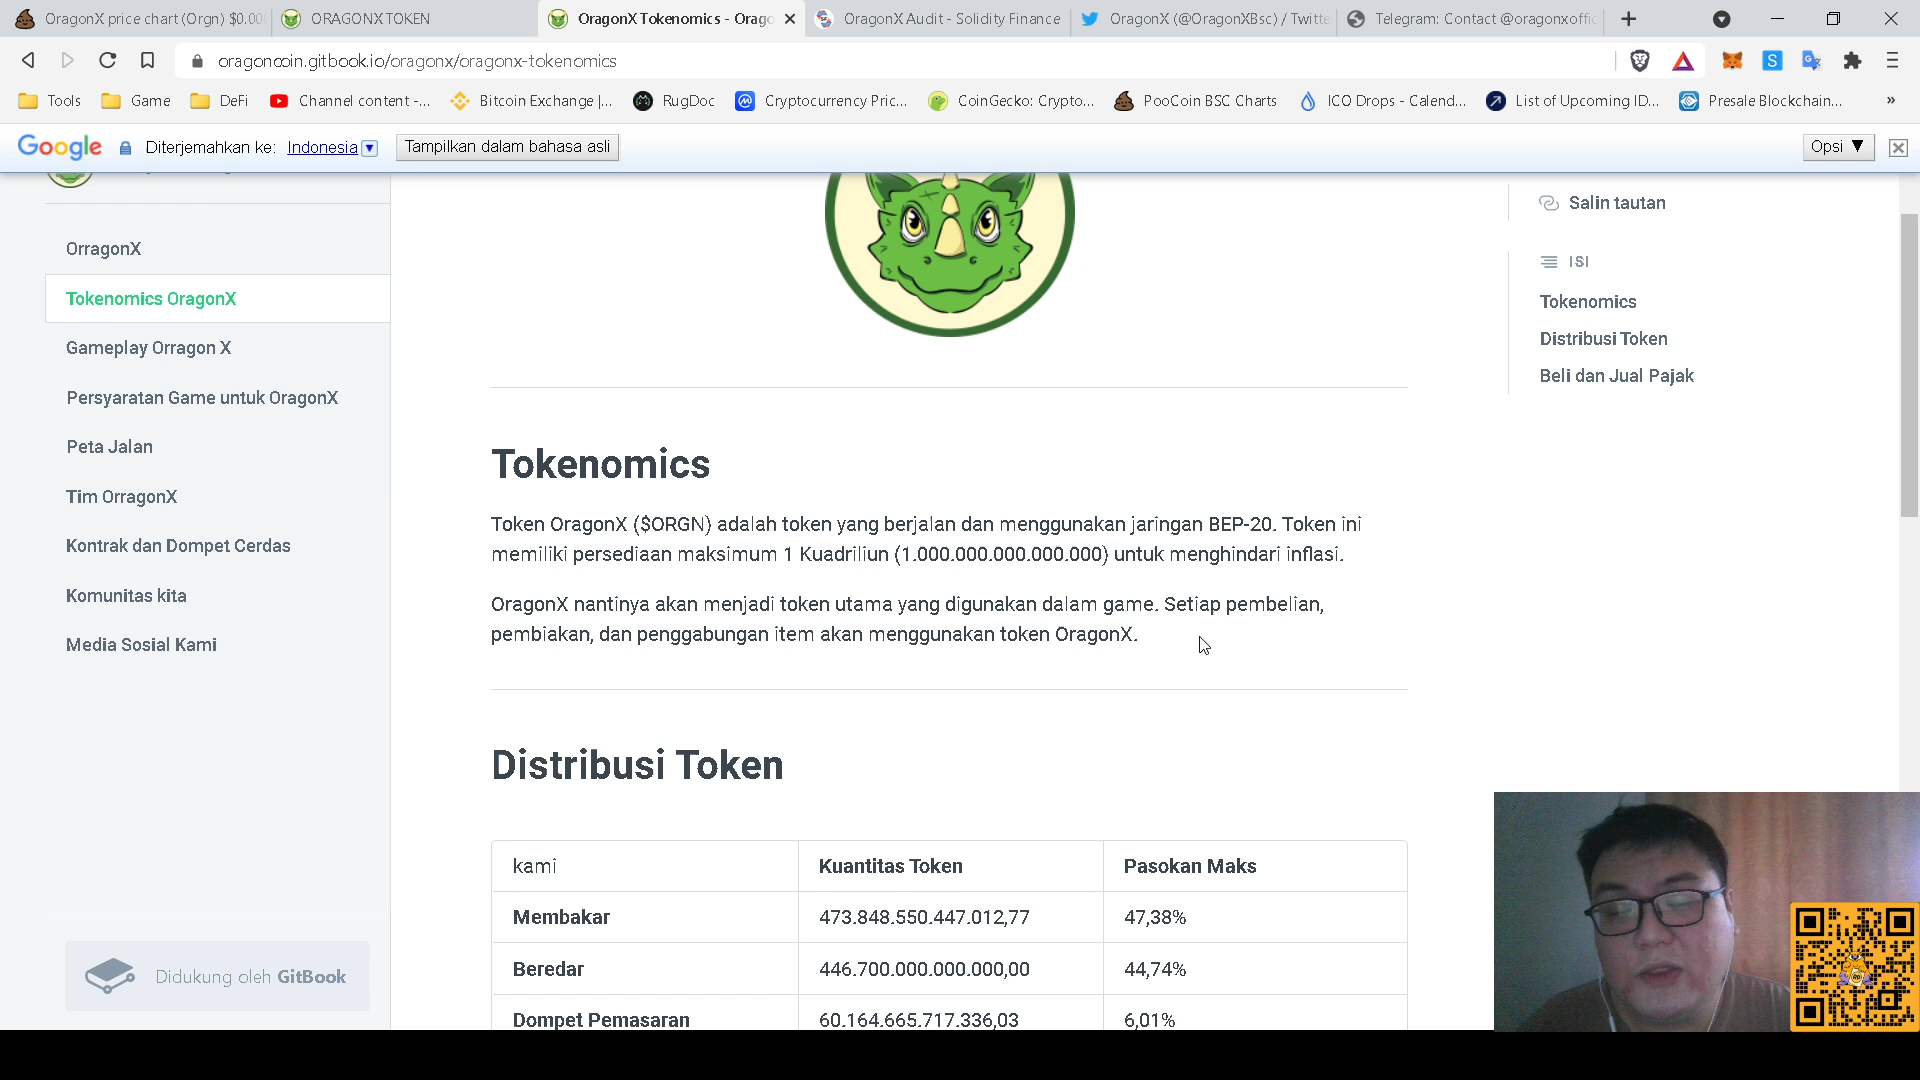 OragonX price chart (Orgn) $0.00
ORAGONX TOKEN
OragonX Tokenomics - Orago
OragonX Audit - Solidity Finance
OragonX (@OragonXBsc) / Twitte
Telegram: Contact @oragonxoffic
oragoncoin.gitbook.io/oragonx/oragonx-tokenomics
Tools
Game
DeFi
Channel content -...
Bitcoin Exchange |...
RugDoc
Cryptocurrency Pric...
CoinGecko: Crypto...
PooCoin BSC Charts
ICO Drops - Calend...
List of Upcoming ID...
Presale Blockchain...
»
Google
Diterjemahkan ke: Indonesia
Tampilkan dalam bahasa asli
Opsi ▼
OrragonX
Tokenomics OragonX
Gameplay Orragon X
Persyaratan Game untuk OragonX
Peta Jalan
Tim OrragonX
Kontrak dan Dompet Cerdas
Komunitas kita
Media Sosial Kami
Didukung oleh GitBook
Tokenomics
Token OragonX ($ORGN) adalah token yang berjalan dan menggunakan jaringan BEP-20. Token ini
memiliki persediaan maksimum 1 Kuadriliun (1.000.000.000.000.000) untuk menghindari inflasi.
OragonX nantinya akan menjadi token utama yang digunakan dalam game. Setiap pembelian,
pembiakan, dan penggabungan item akan menggunakan token OragonX.
Distribusi Token
kami Kuantitas Token Pasokan Maks
Membakar 473.848.550.447.012,77 47,38%
Beredar 446.700.000.000.000,00 44,74%
Dompet Pemasaran 60.164.665.717.336,03 6,01%
Salin tautan
ISI
Tokenomics
Distribusi Token
Beli dan Jual Pajak